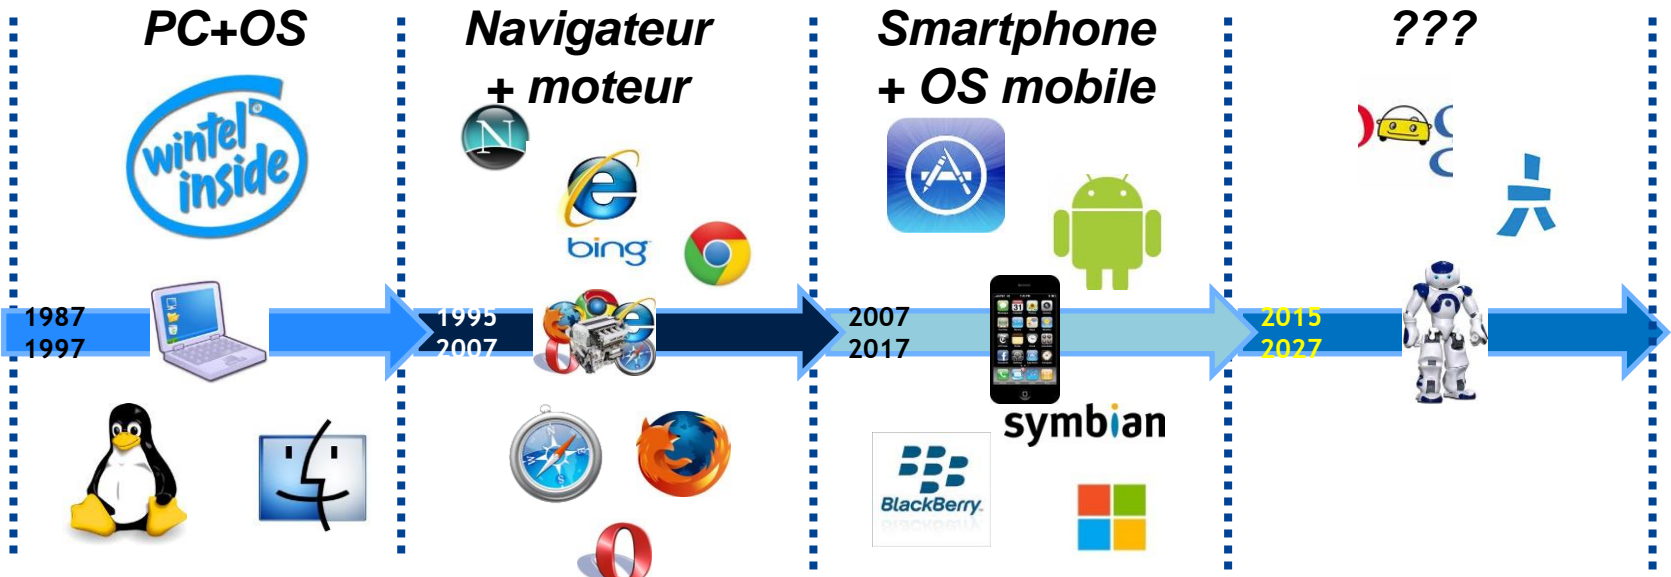 PC+OS
Navigateur
+ moteur
Smartphone
+ OS mobile
???
wintel
inside
N
bing
1987
1997
1995
2007
2007
2017
2015
2027
symbian
BlackBerry